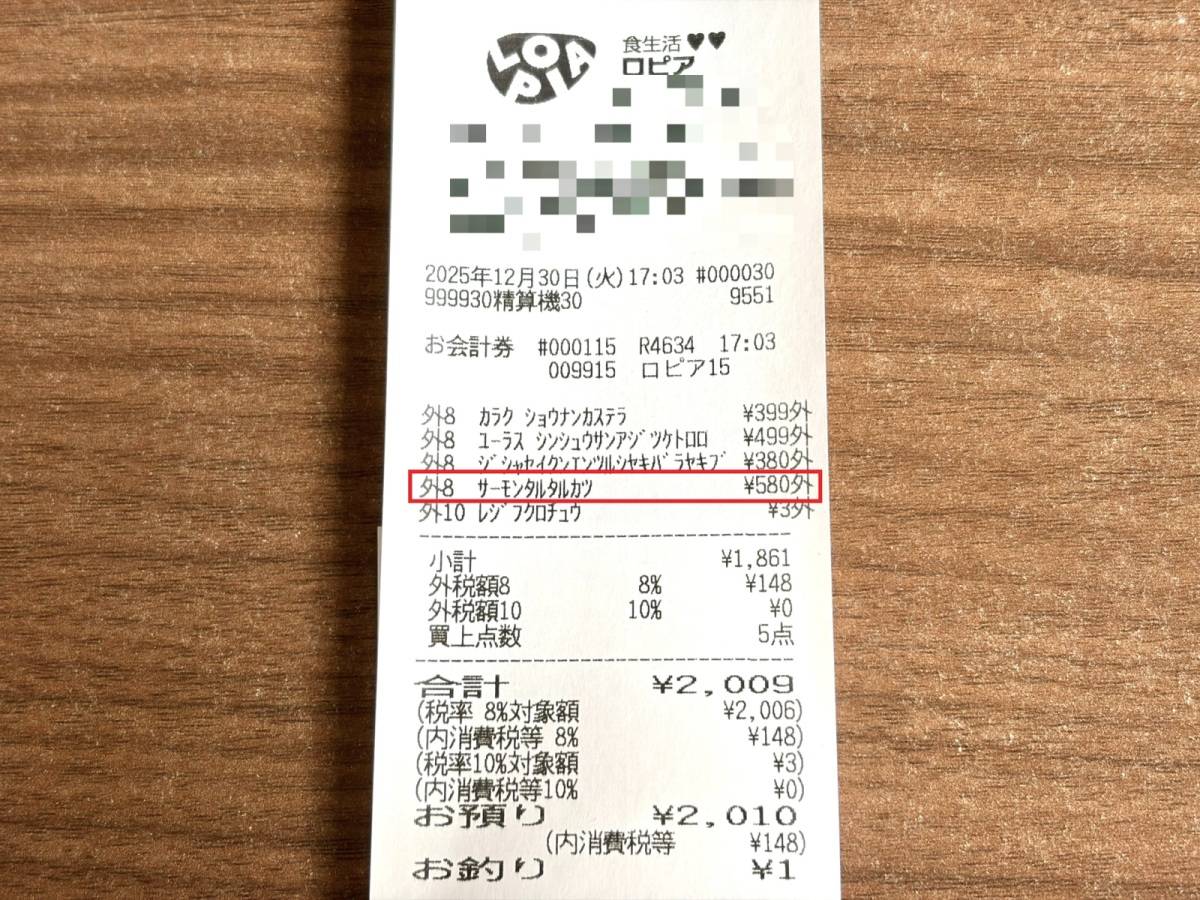 LOPIA
食生活♥♥
ロピア
2025年12月30日(火)17:03 #000030
999930精算機30 9551
お会計券 #000115 R4634 17:03
009915 ロピア15
外8 カラク ショウナンカステラ ¥399外
外8 ユーラス シンシュウサンアジツケトロロ ¥499外
外8 ジシャセイクンエンツルシヤキバラヤキブ ¥380外
外8 サーモンタルタルカツ ¥580外
外10 レジフクロチュウ ¥3外
小計 ¥1,861
外税額8 8% ¥148
外税額10 10% ¥0
買上点数 5点
合計 ¥2,009
(税率 8%対象額 ¥2,006)
(内消費税等 8% ¥148)
(税率10%対象額 ¥3)
(内消費税等10% ¥0)
お預り ¥2,010
(内消費税等 ¥148)
お釣り ¥1